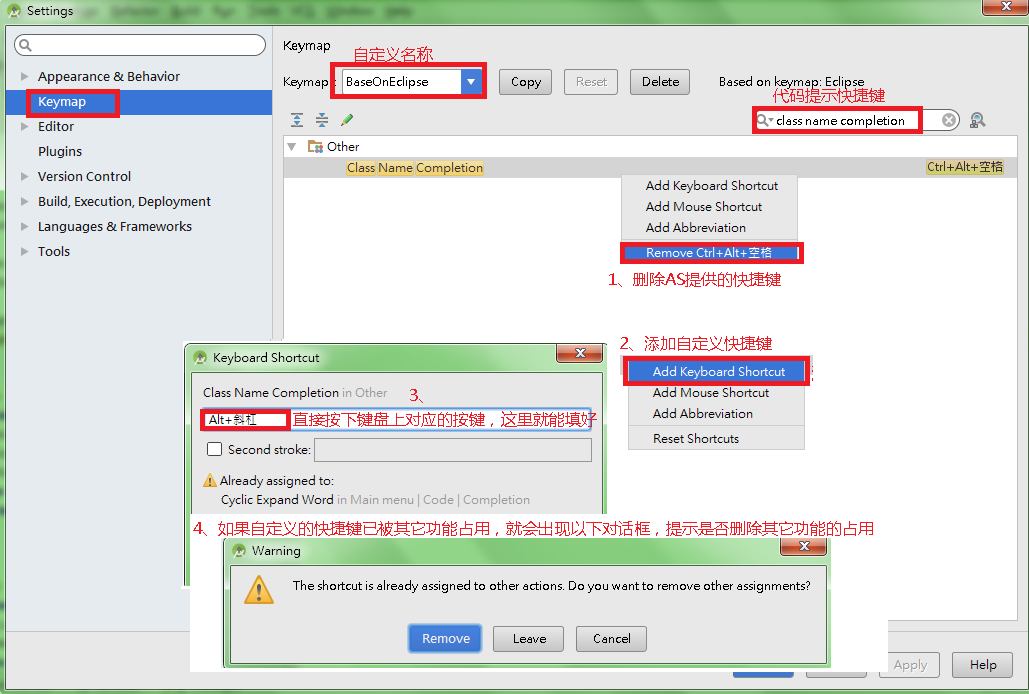 Settings
Keymap
自定义名称
Keymap
BaseOnEclipse
Copy
Reset
Delete
Based on keymap: Eclipse
代码提示快捷键
class name completion
Appearance & Behavior
Keymap
Editor
Plugins
Version Control
Build, Execution, Deployment
Languages & Frameworks
Tools
Other
Class Name Completion
Ctrl+Alt+空格
Add Keyboard Shortcut
Add Mouse Shortcut
Add Abbreviation
Remove Ctrl+Alt+空格
1、删除AS提供的快捷键
2、添加自定义快捷键
Add Keyboard Shortcut
Add Mouse Shortcut
Add Abbreviation
Reset Shortcuts
Keyboard Shortcut
Class Name Completion in Other
3、
Alt+斜杠
直接按下键盘上对应的按键，这里就能填好
Second stroke:
Already assigned to:
Cyclic Expand Word in Main menu | Code | Completion
4、如果自定义的快捷键已被其它功能占用，就会出现以下对话框，提示是否删除其它功能的占用
Warning
The shortcut is already assigned to other actions. Do you want to remove other assignments?
Remove
Leave
Cancel
Apply
Help